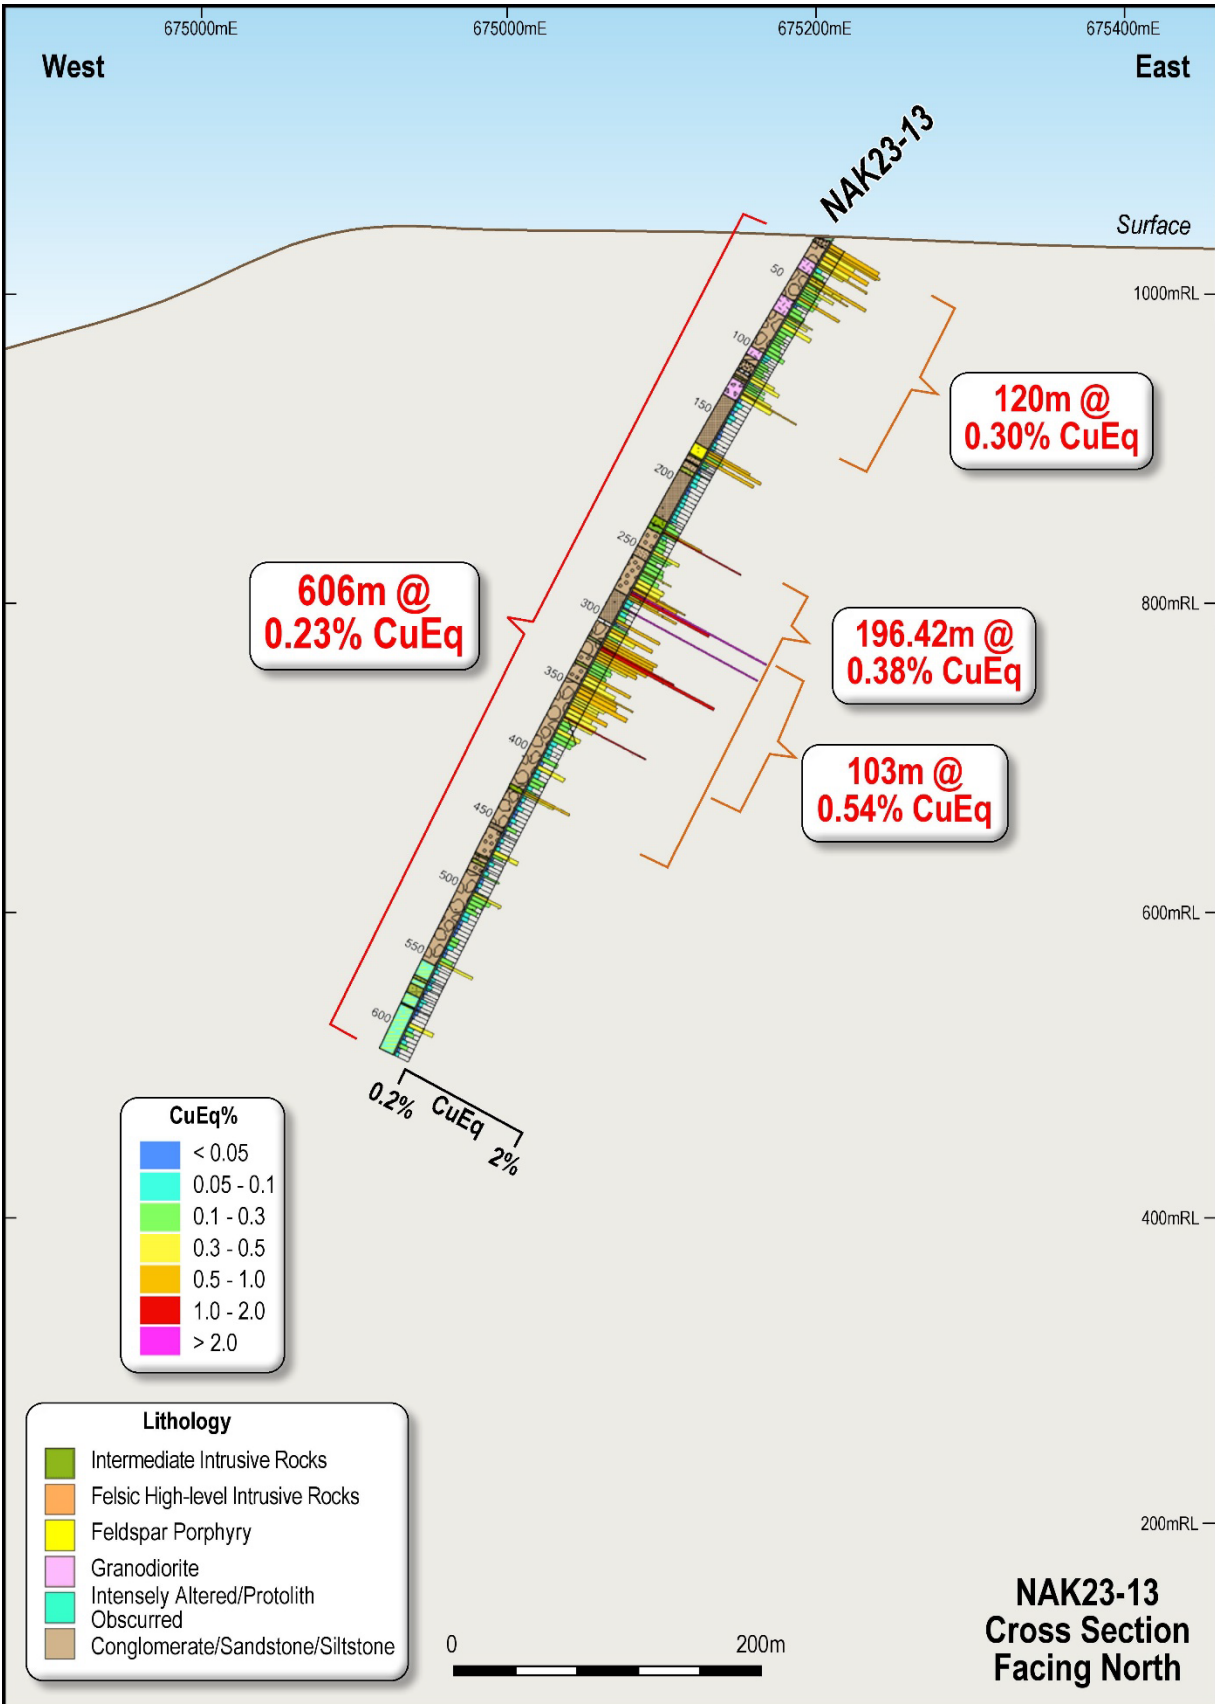 675000mE 675000mE 675200mE 675400mE
West East
NAK23-13
Surface
1000mRL
800mRL
600mRL
400mRL
200mRL
50
100
150
200
250
300
350
400
450
500
550
600
120m @
0.30% CuEq
606m @
0.23% CuEq
196.42m @
0.38% CuEq
103m @
0.54% CuEq
0.2% CuEq 2%
CuEq%
< 0.05
0.05 - 0.1
0.1 - 0.3
0.3 - 0.5
0.5 - 1.0
1.0 - 2.0
> 2.0
Lithology
Intermediate Intrusive Rocks
Felsic High-level Intrusive Rocks
Feldspar Porphyry
Granodiorite
Intensely Altered/Protolith
Obscurred
Conglomerate/Sandstone/Siltstone
0 200m
NAK23-13
Cross Section
Facing North